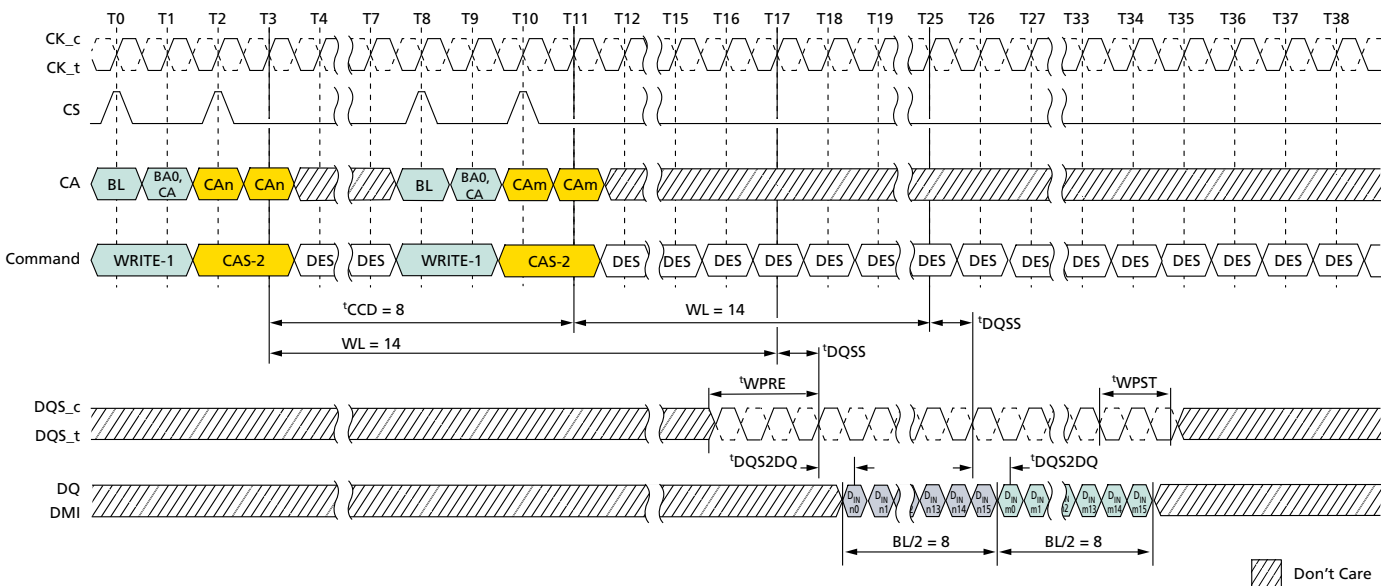 T0 T1 T2 T3 T4 T7 T8 T9 T10 T11 T12 T15 T16 T17 T18 T19 T25 T26 T27 T33 T34 T35 T36 T37 T38
CK_c
CK_t
CS
CA BL BA0, CA CAn CAn BL BA0, CA CAm CAm
Command WRITE-1 CAS-2 DES DES WRITE-1 CAS-2 DES DES DES DES DES DES DES DES DES DES DES DES DES DES DES
tCCD = 8 WL = 14 tDQSS
WL = 14 tDQSS
tWPRE tWPST
DQS_c
DQS_t
tDQS2DQ tDQS2DQ
DQ
DMI
DIN n0 DIN n1 DIN n13 DIN n14 DIN n15 DIN m0 DIN m1 DIN m13 DIN m14 DIN m15
BL/2 = 8 BL/2 = 8
Don't Care